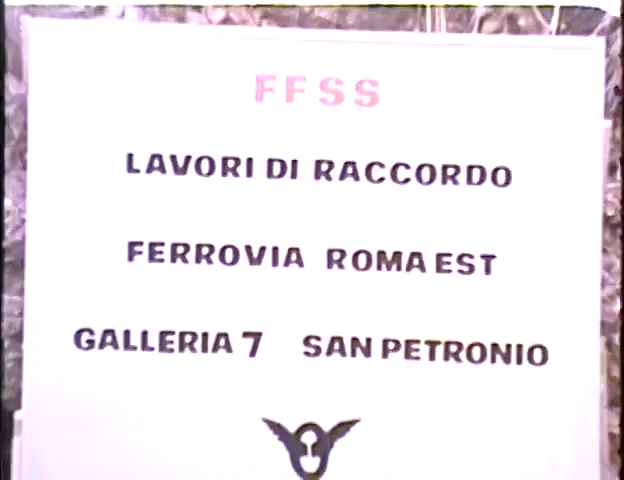 FFSS
LAVORI DI RACCORDO
FERROVIA ROMA EST
GALLERIA 7 SAN PETRONIO